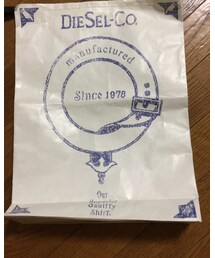 DIESEL-CO.
manufactured
Since 1978
Our
Quality
Shirt.